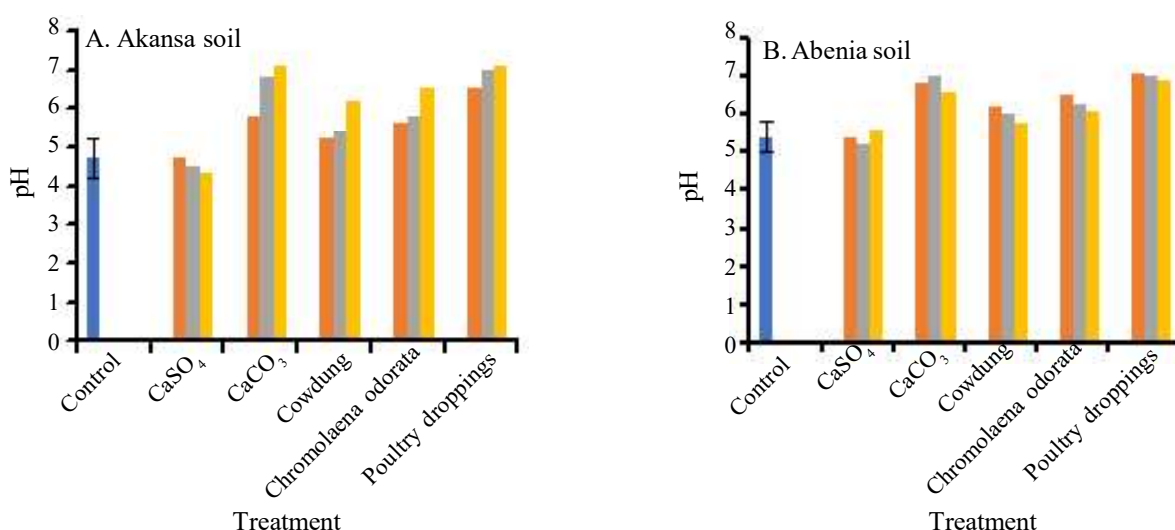 A. Akansa soil
8
7
6
5
4
3
2
1
0
pH
Control
CaSO₄
CaCO₃
Cowdung
Chromolaena odorata
Poultry droppings
Treatment
B. Abenia soil
8
7
6
5
4
3
2
1
0
pH
Control
CaSO₄
CaCO₃
Cowdung
Chromolaena odorata
Poultry droppings
Treatment